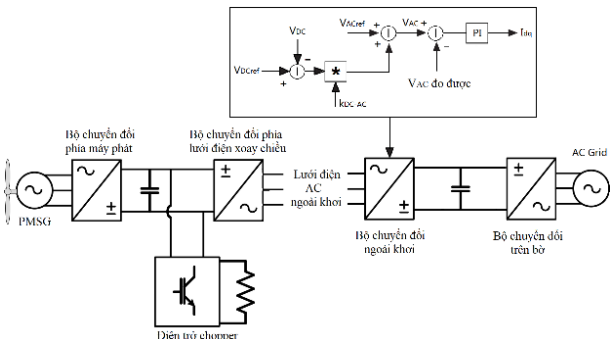 VDC
VACref
VAC
PI
Idq
VDCref
VAC đo được
kDC-AC
Bộ chuyển đổi
phía máy phát
Bộ chuyển đổi phía
lưới điện xoay chiều
AC Grid
Lưới điện
AC
ngoài khơi
PMSG
Bộ chuyển đổi
ngoài khơi
Bộ chuyển đổi
trên bờ
Điện trở chopper